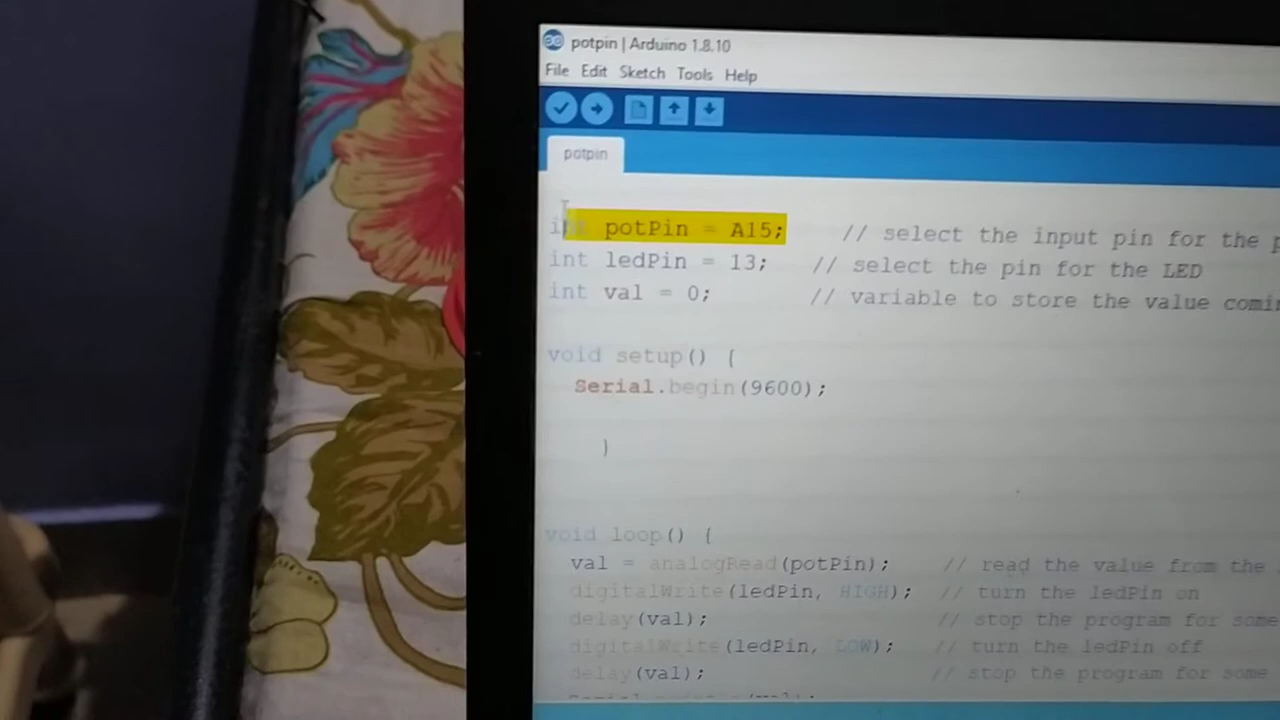 potpin | Arduino 1.8.10
File Edit Sketch Tools Help
potpin
int potPin = A15; // select the input pin for the
int ledPin = 13; // select the pin for the LED
int val = 0; // variable to store the value
void setup() {
Serial.begin(9600);
}
void loop() {
val = analogRead(potPin); // read the value from the
digitalWrite(ledPin, HIGH); // turn the ledPin on
delay(val); // stop the program for some
digitalWrite(ledPin, LOW); // turn the ledPin off
delay(val); // stop the program for some